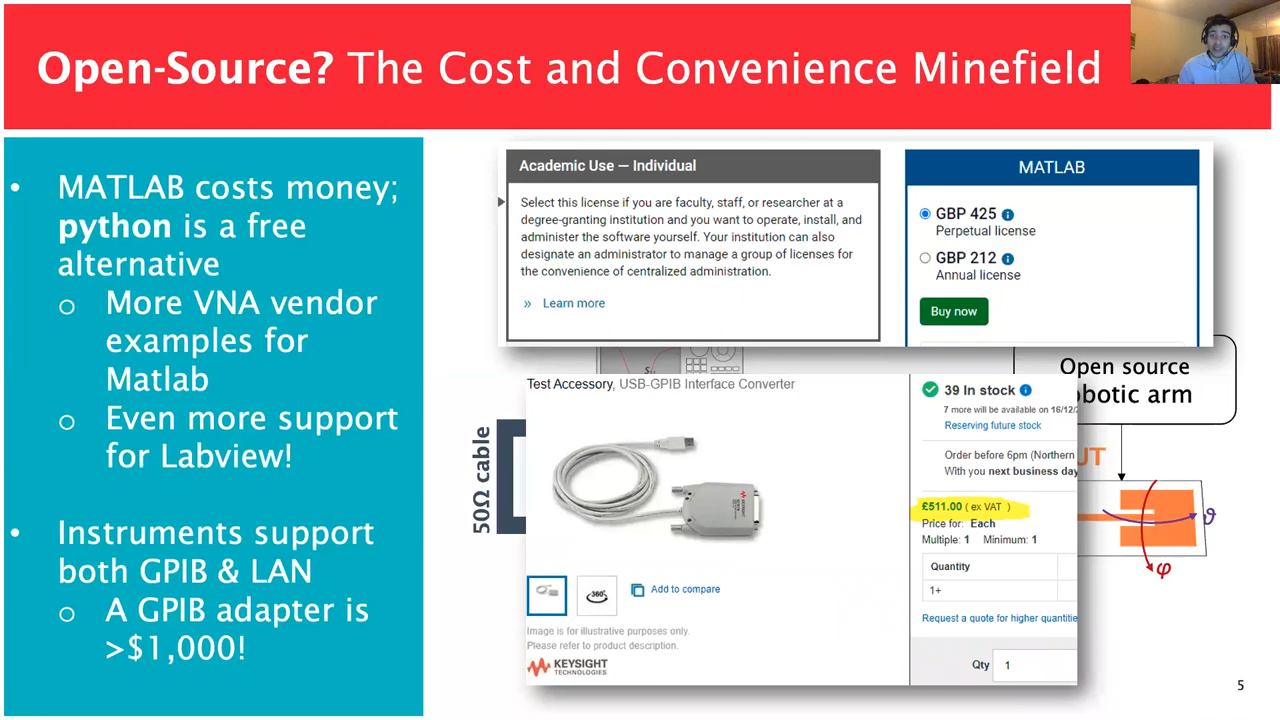 Open-Source? The Cost and Convenience Minefield
• MATLAB costs money;
python is a free
alternative
o More VNA vendor
examples for
Matlab
o Even more support
for Labview!
• Instruments support
both GPIB & LAN
o A GPIB adapter is
>$1,000!
Academic Use — Individual
Select this license if you are faculty, staff, or researcher at a
degree-granting institution and you want to operate, install, and
administer the software yourself. Your institution can also
designate an administrator to manage a group of licenses for
the convenience of centralized administration.
» Learn more
MATLAB
GBP 425
Perpetual license
GBP 212
Annual license
Buy now
Open source
obotic arm
50Ω cable
UT
ϑ
φ
Test Accessory, USB-GPIB Interface Converter
360°
Add to compare
Image is for illustrative purposes only.
Please refer to product description.
KEYSIGHT
TECHNOLOGIES
39 In stock
7 more will be available on 16/12/
Reserving future stock
Order before 6pm (Northern
With you next business day
£511.00 ( ex VAT )
Price for: Each
Multiple: 1 Minimum: 1
Quantity
1+
Request a quote for higher quantitie
Qty 1
5